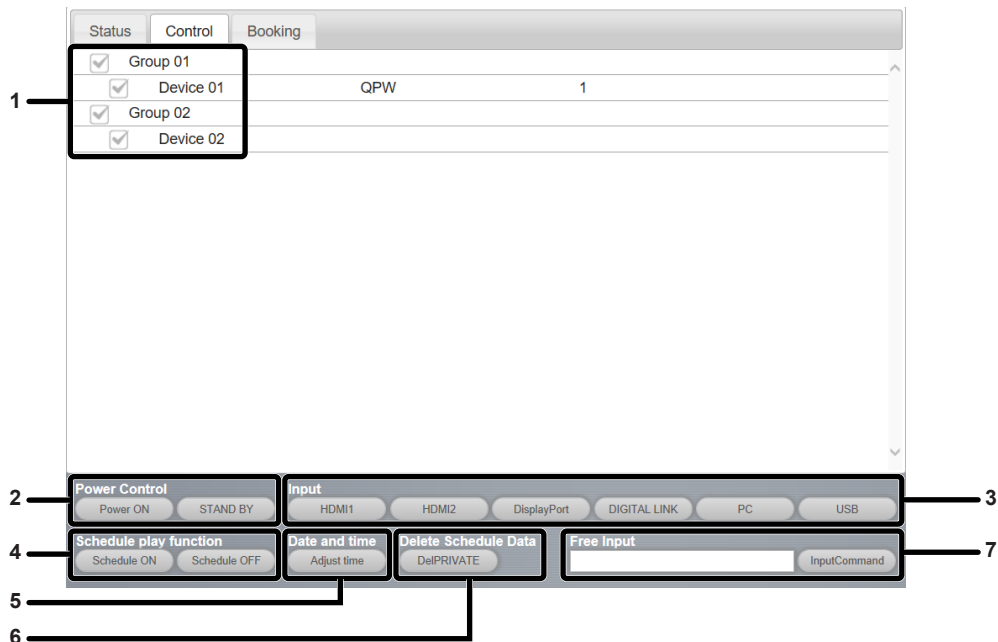 Status Control Booking
Group 01
Device 01 QPW 1
1
Group 02
Device 02
Power Control Input
2 Power ON STAND BY HDMI1 HDMI2 DisplayPort DIGITAL LINK PC USB 3
Schedule play function Date and time Delete Schedule Data Free Input
4 Schedule ON Schedule OFF Adjust time DelPRIVATE InputCommand 7
5
6